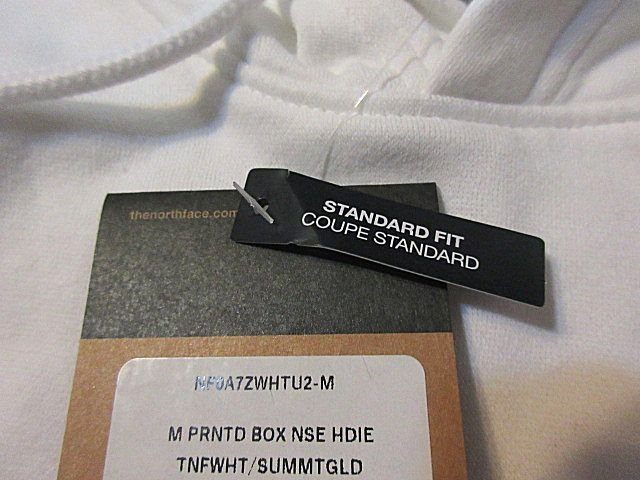 thenorthface.com
STANDARD FIT
COUPE STANDARD
NF0A7ZWHTU2-M
M PRNTD BOX NSE HDIE
TNFWHT/SUMMTGLD